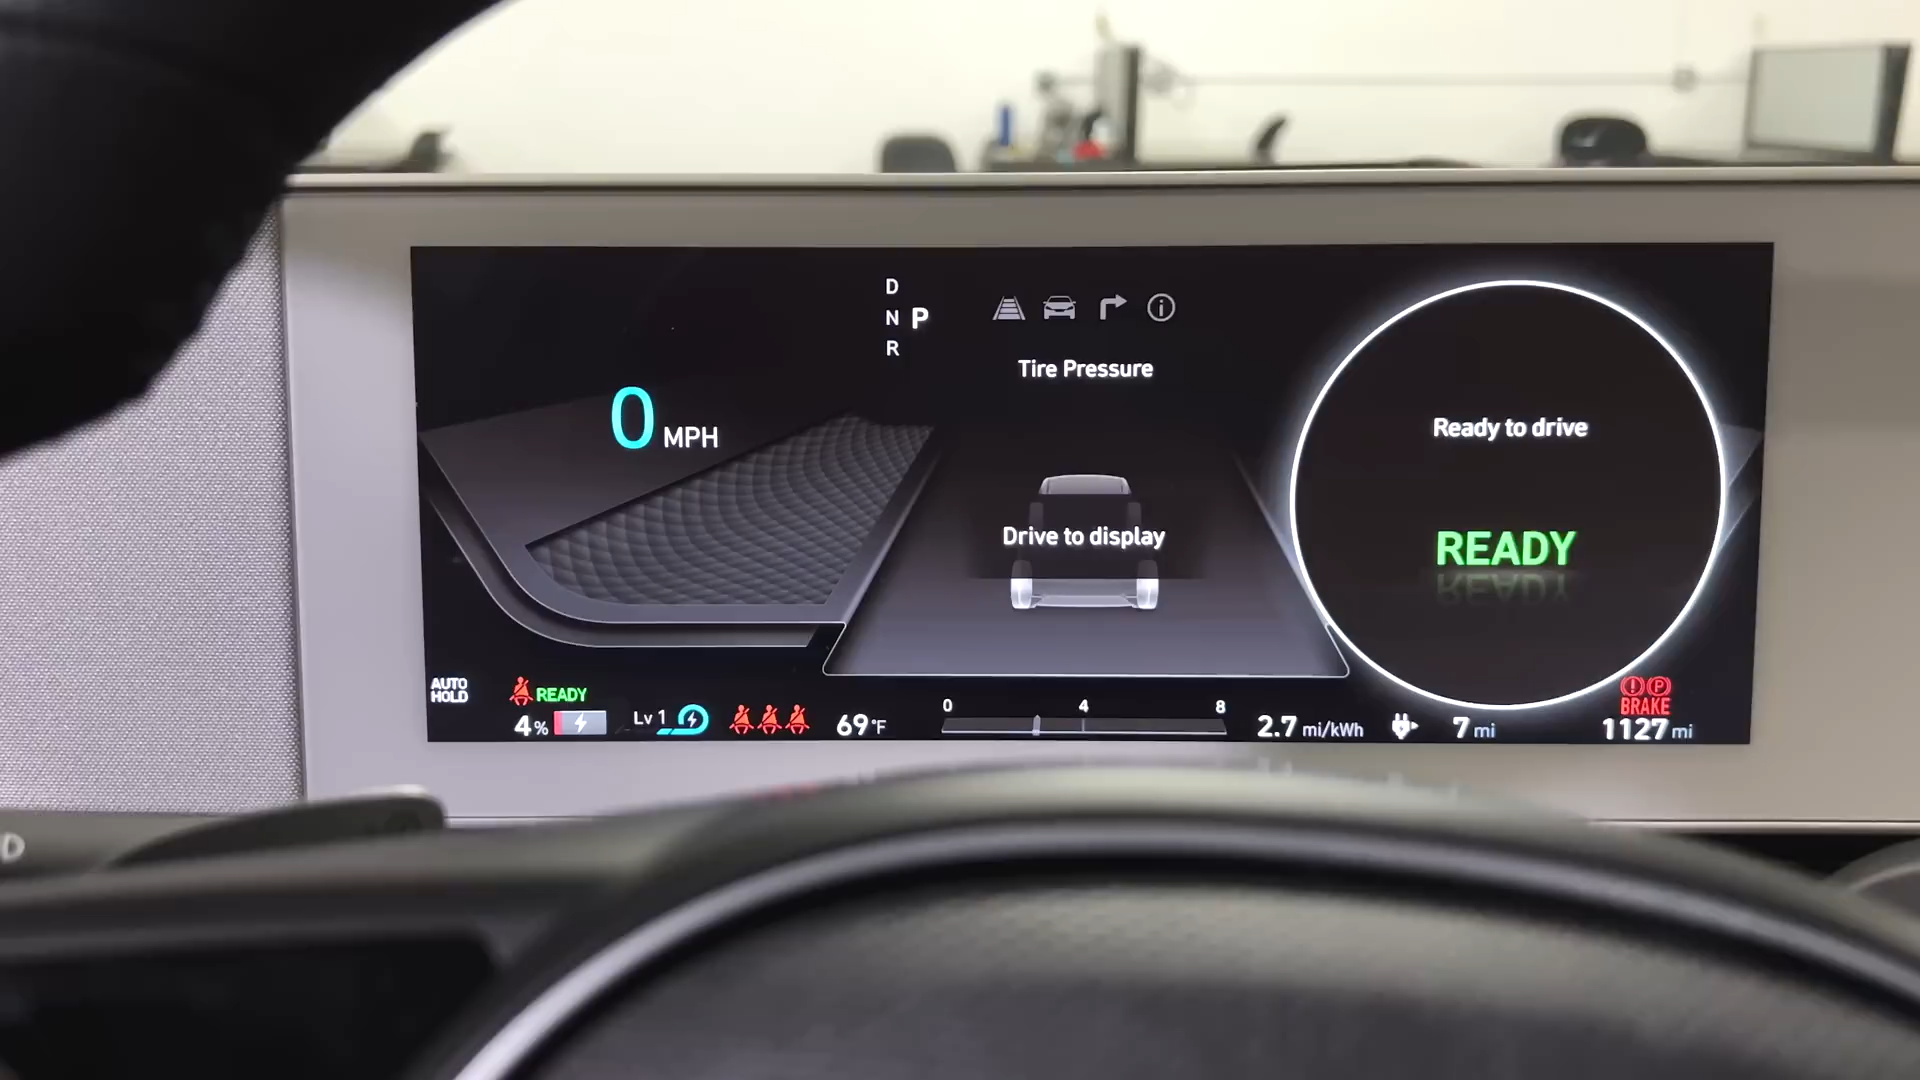 D
N P
R
Tire Pressure
0 MPH
Drive to display
Ready to drive
READY
AUTO
HOLD
READY
4%
Lv 1
69°F
0 4 8
2.7 mi/kWh
7 mi
P
BRAKE
1127 mi
D